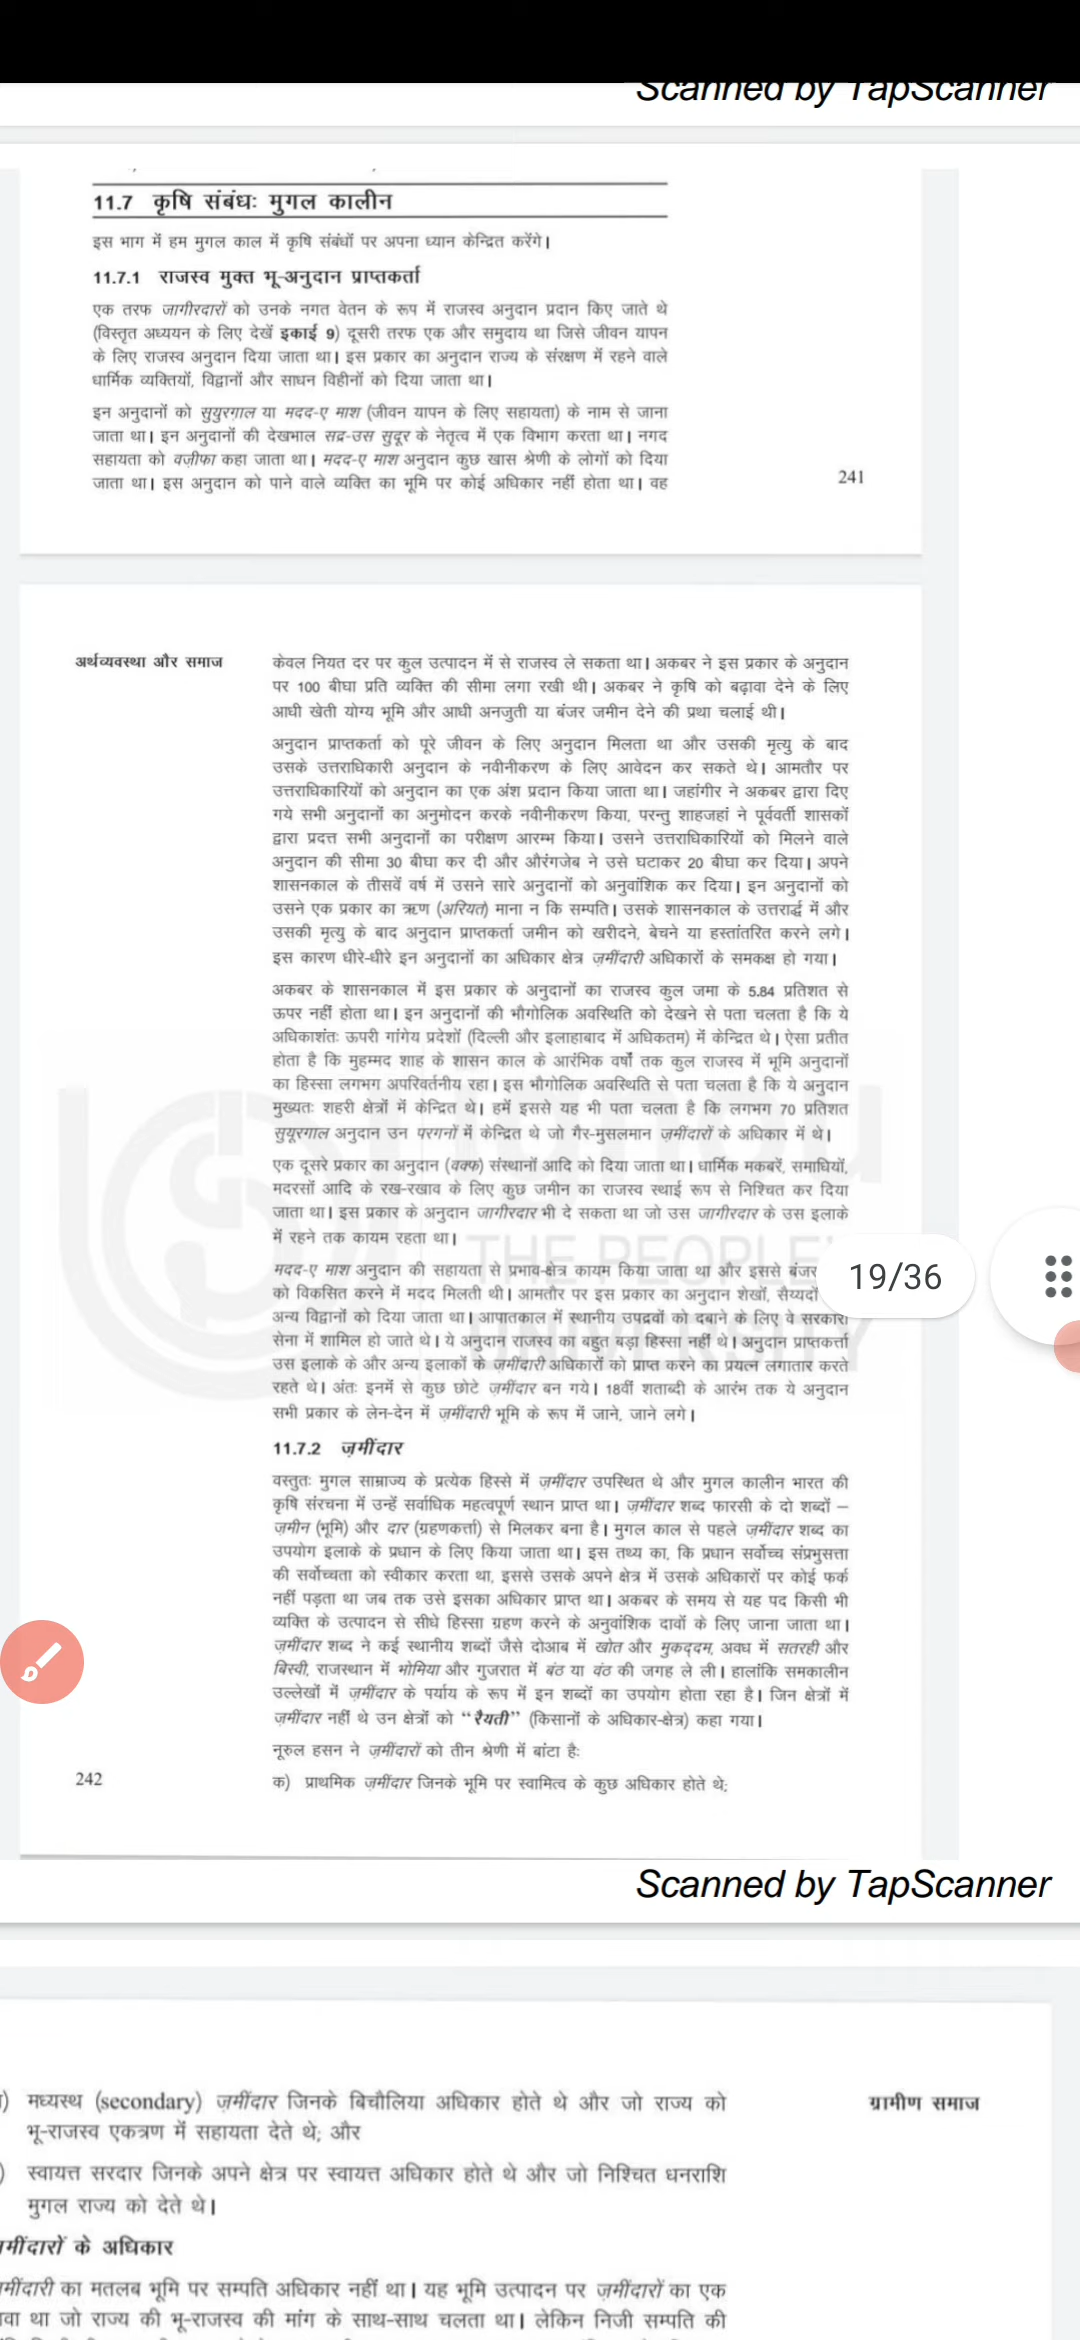 Scanned by TapScanner
11.7 कृषि संबंधः मुगल कालीन
इस भाग में हम मुगल काल में कृषि संबंधों पर अपना ध्यान केन्द्रित करेंगे।
11.7.1 राजस्व मुक्त भू-अनुदान प्राप्तकर्ता
एक तरफ जागीरदारों को उनके नगत वेतन के रूप में राजस्व अनुदान प्रदान किए जाते थे
(विस्तृत अध्ययन के लिए देखें इकाई 9) दूसरी तरफ एक और समुदाय था जिसे जीवन यापन
के लिए राजस्व अनुदान दिया जाता था। इस प्रकार का अनुदान राज्य के संरक्षण में रहने वाले
धार्मिक व्यक्तियों, विद्वानों और साधन विहीनों को दिया जाता था।
इन अनुदानों को सुयुरग़ाल या मदद-ए माश (जीवन यापन के लिए सहायता) के नाम से जाना
जाता था। इन अनुदानों की देखभाल सद्र-उस सुदूर के नेतृत्व में एक विभाग करता था। नगद
सहायता को वज़ीफा कहा जाता था। मदद-ए माश अनुदान कुछ खास श्रेणी के लोगों को दिया
जाता था। इस अनुदान को पाने वाले व्यक्ति का भूमि पर कोई अधिकार नहीं होता था। वह
241
अर्थव्यवस्था और समाज
केवल नियत दर पर कुल उत्पादन में से राजस्व ले सकता था। अकबर ने इस प्रकार के अनुदान
पर 100 बीघा प्रति व्यक्ति की सीमा लगा रखी थी। अकबर ने कृषि को बढ़ावा देने के लिए
आधी खेती योग्य भूमि और आधी अनजुती या बंजर जमीन देने की प्रथा चलाई थी।
अनुदान प्राप्तकर्ता को पूरे जीवन के लिए अनुदान मिलता था और उसकी मृत्यु के बाद
उसके उत्तराधिकारी अनुदान के नवीनीकरण के लिए आवेदन कर सकते थे। आमतौर पर
उत्तराधिकारियों को अनुदान का एक अंश प्रदान किया जाता था। जहांगीर ने अकबर द्वारा दिए
गये सभी अनुदानों का अनुमोदन करके नवीनीकरण किया, परन्तु शाहजहां ने पूर्ववर्ती शासकों
द्वारा प्रदत्त सभी अनुदानों का परीक्षण आरम्भ किया। उसने उत्तराधिकारियों को मिलने वाले
अनुदान की सीमा 30 बीघा कर दी और औरंगजेब ने उसे घटाकर 20 बीघा कर दिया। अपने
शासनकाल के तीसवें वर्ष में उसने सारे अनुदानों को अनुवांशिक कर दिया। इन अनुदानों को
उसने एक प्रकार का ऋण (अरियत) माना न कि सम्पति। उसके शासनकाल के उत्तरार्द्ध में और
उसकी मृत्यु के बाद अनुदान प्राप्तकर्ता जमीन को खरीदने, बेचने या हस्तांतरित करने लगे।
इस कारण धीरे-धीरे इन अनुदानों का अधिकार क्षेत्र ज़मींदारी अधिकारों के समकक्ष हो गया।
अकबर के शासनकाल में इस प्रकार के अनुदानों का राजस्व कुल जमा के 5.84 प्रतिशत से
ऊपर नहीं होता था। इन अनुदानों की भौगोलिक अवस्थिति को देखने से पता चलता है कि ये
अधिकाशंतः ऊपरी गांगेय प्रदेशों (दिल्ली और इलाहाबाद में अधिकतम) में केन्द्रित थे। ऐसा प्रतीत
होता है कि मुहम्मद शाह के शासन काल के आरंभिक वर्षों तक कुल राजस्व में भूमि अनुदानों
का हिस्सा लगभग अपरिवर्तनीय रहा। इस भौगोलिक अवस्थिति से पता चलता है कि ये अनुदान
मुख्यतः शहरी क्षेत्रों में केन्द्रित थे। हमें इससे यह भी पता चलता है कि लगभग 70 प्रतिशत
सुयूरगाल अनुदान उन परगनों में केन्द्रित थे जो गैर-मुसलमान ज़मींदारों के अधिकार में थे।
एक दूसरे प्रकार का अनुदान (वक्फ) संस्थानों आदि को दिया जाता था। धार्मिक मकबरें, समाधियों,
मदरसों आदि के रख-रखाव के लिए कुछ जमीन का राजस्व स्थाई रूप से निश्चित कर दिया
जाता था। इस प्रकार के अनुदान जागीरदार भी दे सकता था जो उस जागीरदार के उस इलाके
में रहने तक कायम रहता था।
THE PEOPLE'
UNIVERSITY
मदद-ए माश अनुदान की सहायता से प्रभाव-क्षेत्र कायम किया जाता था और इससे बंजर
को विकसित करने में मदद मिलती थी। आमतौर पर इस प्रकार का अनुदान शेखों, सैय्यदों
अन्य विद्वानों को दिया जाता था। आपातकाल में स्थानीय उपद्रवों को दबाने के लिए वे सरकारी
सेना में शामिल हो जाते थे। ये अनुदान राजस्व का बहुत बड़ा हिस्सा नहीं थे। अनुदान प्राप्तकर्त्ता
उस इलाके के और अन्य इलाकों के ज़मींदारी अधिकारों को प्राप्त करने का प्रयत्न लगातार करते
रहते थे। अंतः इनमें से कुछ छोटे ज़मींदार बन गये। 18वीं शताब्दी के आरंभ तक ये अनुदान
सभी प्रकार के लेन-देन में ज़मींदारी भूमि के रूप में जाने, जाने लगे।
19/36
11.7.2 ज़मींदार
वस्तुतः मुगल साम्राज्य के प्रत्येक हिस्से में ज़मींदार उपस्थित थे और मुगल कालीन भारत की
कृषि संरचना में उन्हें सर्वाधिक महत्वपूर्ण स्थान प्राप्त था। ज़मींदार शब्द फारसी के दो शब्दों –
ज़मीन (भूमि) और दार (ग्रहणकर्त्ता) से मिलकर बना है। मुगल काल से पहले ज़मींदार शब्द का
उपयोग इलाके के प्रधान के लिए किया जाता था। इस तथ्य का, कि प्रधान सर्वोच्च संप्रभुसत्ता
की सर्वोच्चता को स्वीकार करता था, इससे उसके अपने क्षेत्र में उसके अधिकारों पर कोई फर्क
नहीं पड़ता था जब तक उसे इसका अधिकार प्राप्त था। अकबर के समय से यह पद किसी भी
व्यक्ति के उत्पादन से सीधे हिस्सा ग्रहण करने के अनुवांशिक दावों के लिए जाना जाता था।
ज़मींदार शब्द ने कई स्थानीय शब्दों जैसे दोआब में खोत और मुकद्दम, अवध में सतरही और
बिस्वी, राजस्थान में भोमिया और गुजरात में बंठ या वंठ की जगह ले ली। हालांकि समकालीन
उल्लेखों में ज़मींदार के पर्याय के रूप में इन शब्दों का उपयोग होता रहा है। जिन क्षेत्रों में
ज़मींदार नहीं थे उन क्षेत्रों को "रैयती" (किसानों के अधिकार-क्षेत्र) कहा गया।
नूरुल हसन ने ज़मींदारों को तीन श्रेणी में बांटा हैः
क) प्राथमिक ज़मींदार जिनके भूमि पर स्वामित्व के कुछ अधिकार होते थे;
242
Scanned by TapScanner
) मध्यस्थ (secondary) ज़मींदार जिनके बिचौलिया अधिकार होते थे और जो राज्य को
भू-राजस्व एकत्रण में सहायता देते थे; और
ग्रामीण समाज
) स्वायत्त सरदार जिनके अपने क्षेत्र पर स्वायत्त अधिकार होते थे और जो निश्चित धनराशि
मुगल राज्य को देते थे।
मींदारों के अधिकार
मींदारी का मतलब भूमि पर सम्पति अधिकार नहीं था। यह भूमि उत्पादन पर ज़मींदारों का एक
वा था जो राज्य की भू-राजस्व की मांग के साथ-साथ चलता था। लेकिन निजी सम्पति की